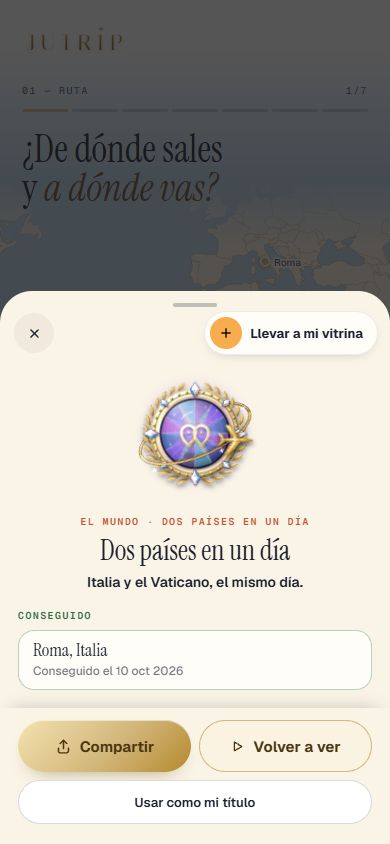 JUTRIP
01 — RUTA
1/7
¿De dónde sales
y a dónde vas?
Roma
Llevar a mi vitrina
EL MUNDO · DOS PAÍSES EN UN DÍA
Dos países en un día
Italia y el Vaticano, el mismo día.
CONSEGUIDO
Roma, Italia
Conseguido el 10 oct 2026
Compartir
Volver a ver
Usar como mi título